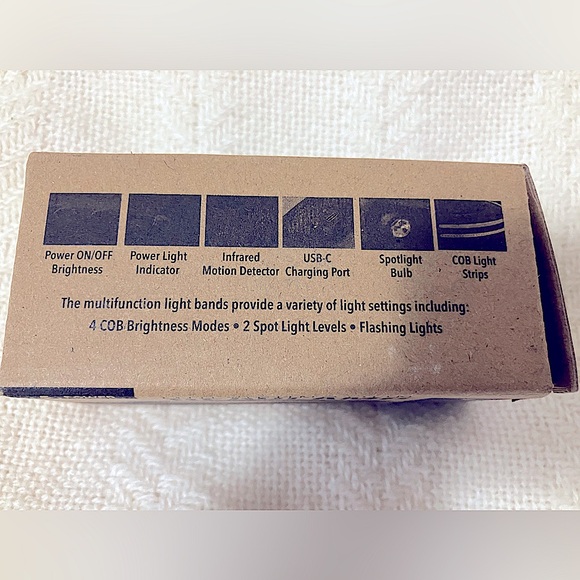 Power ON/OFF
Brightness
Power Light
Indicator
Infrared
Motion Detector
USB-C
Charging Port
Spotlight
Bulb
COB Light
Strips
The multifunction light bands provide a variety of light settings including:
4 COB Brightness Modes • 2 Spot Light Levels • Flashing Lights